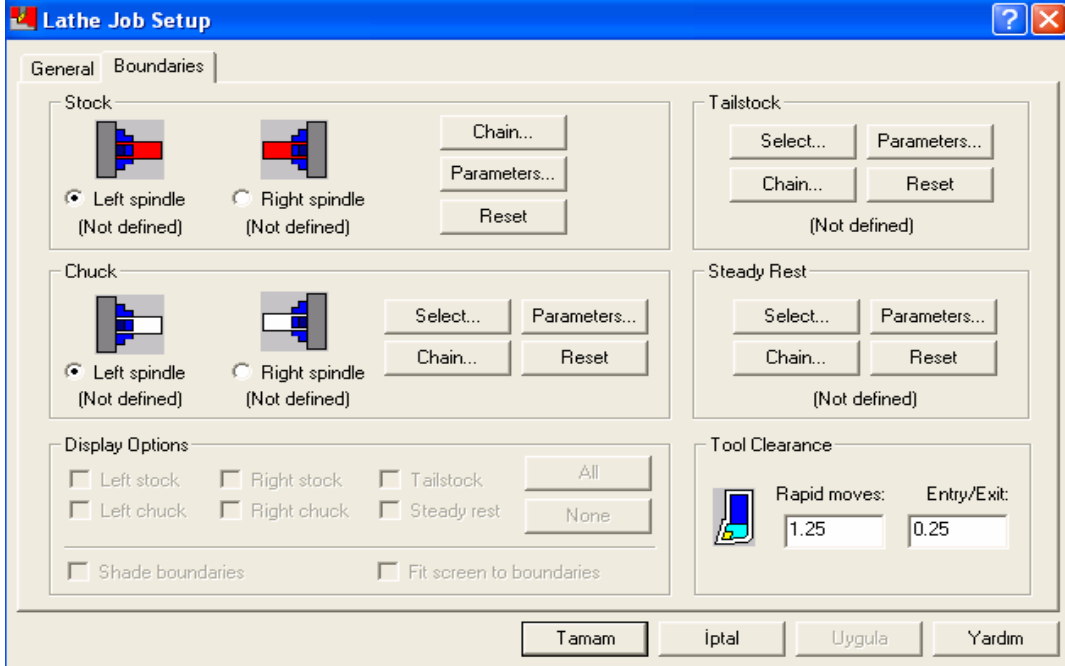 Lathe Job Setup
General Boundaries
Stock
Left spindle
(Not defined)
Right spindle
(Not defined)
Chain...
Parameters...
Reset
Tailstock
Select... Parameters...
Chain... Reset
(Not defined)
Chuck
Left spindle
(Not defined)
Right spindle
(Not defined)
Select... Parameters...
Chain... Reset
Steady Rest
Select... Parameters...
Chain... Reset
(Not defined)
Display Options
Left stock Right stock Tailstock All
Left chuck Right chuck Steady rest None
Shade boundaries Fit screen to boundaries
Tool Clearance
Rapid moves: Entry/Exit:
1.25 0.25
Tamam İptal Uygula Yardım